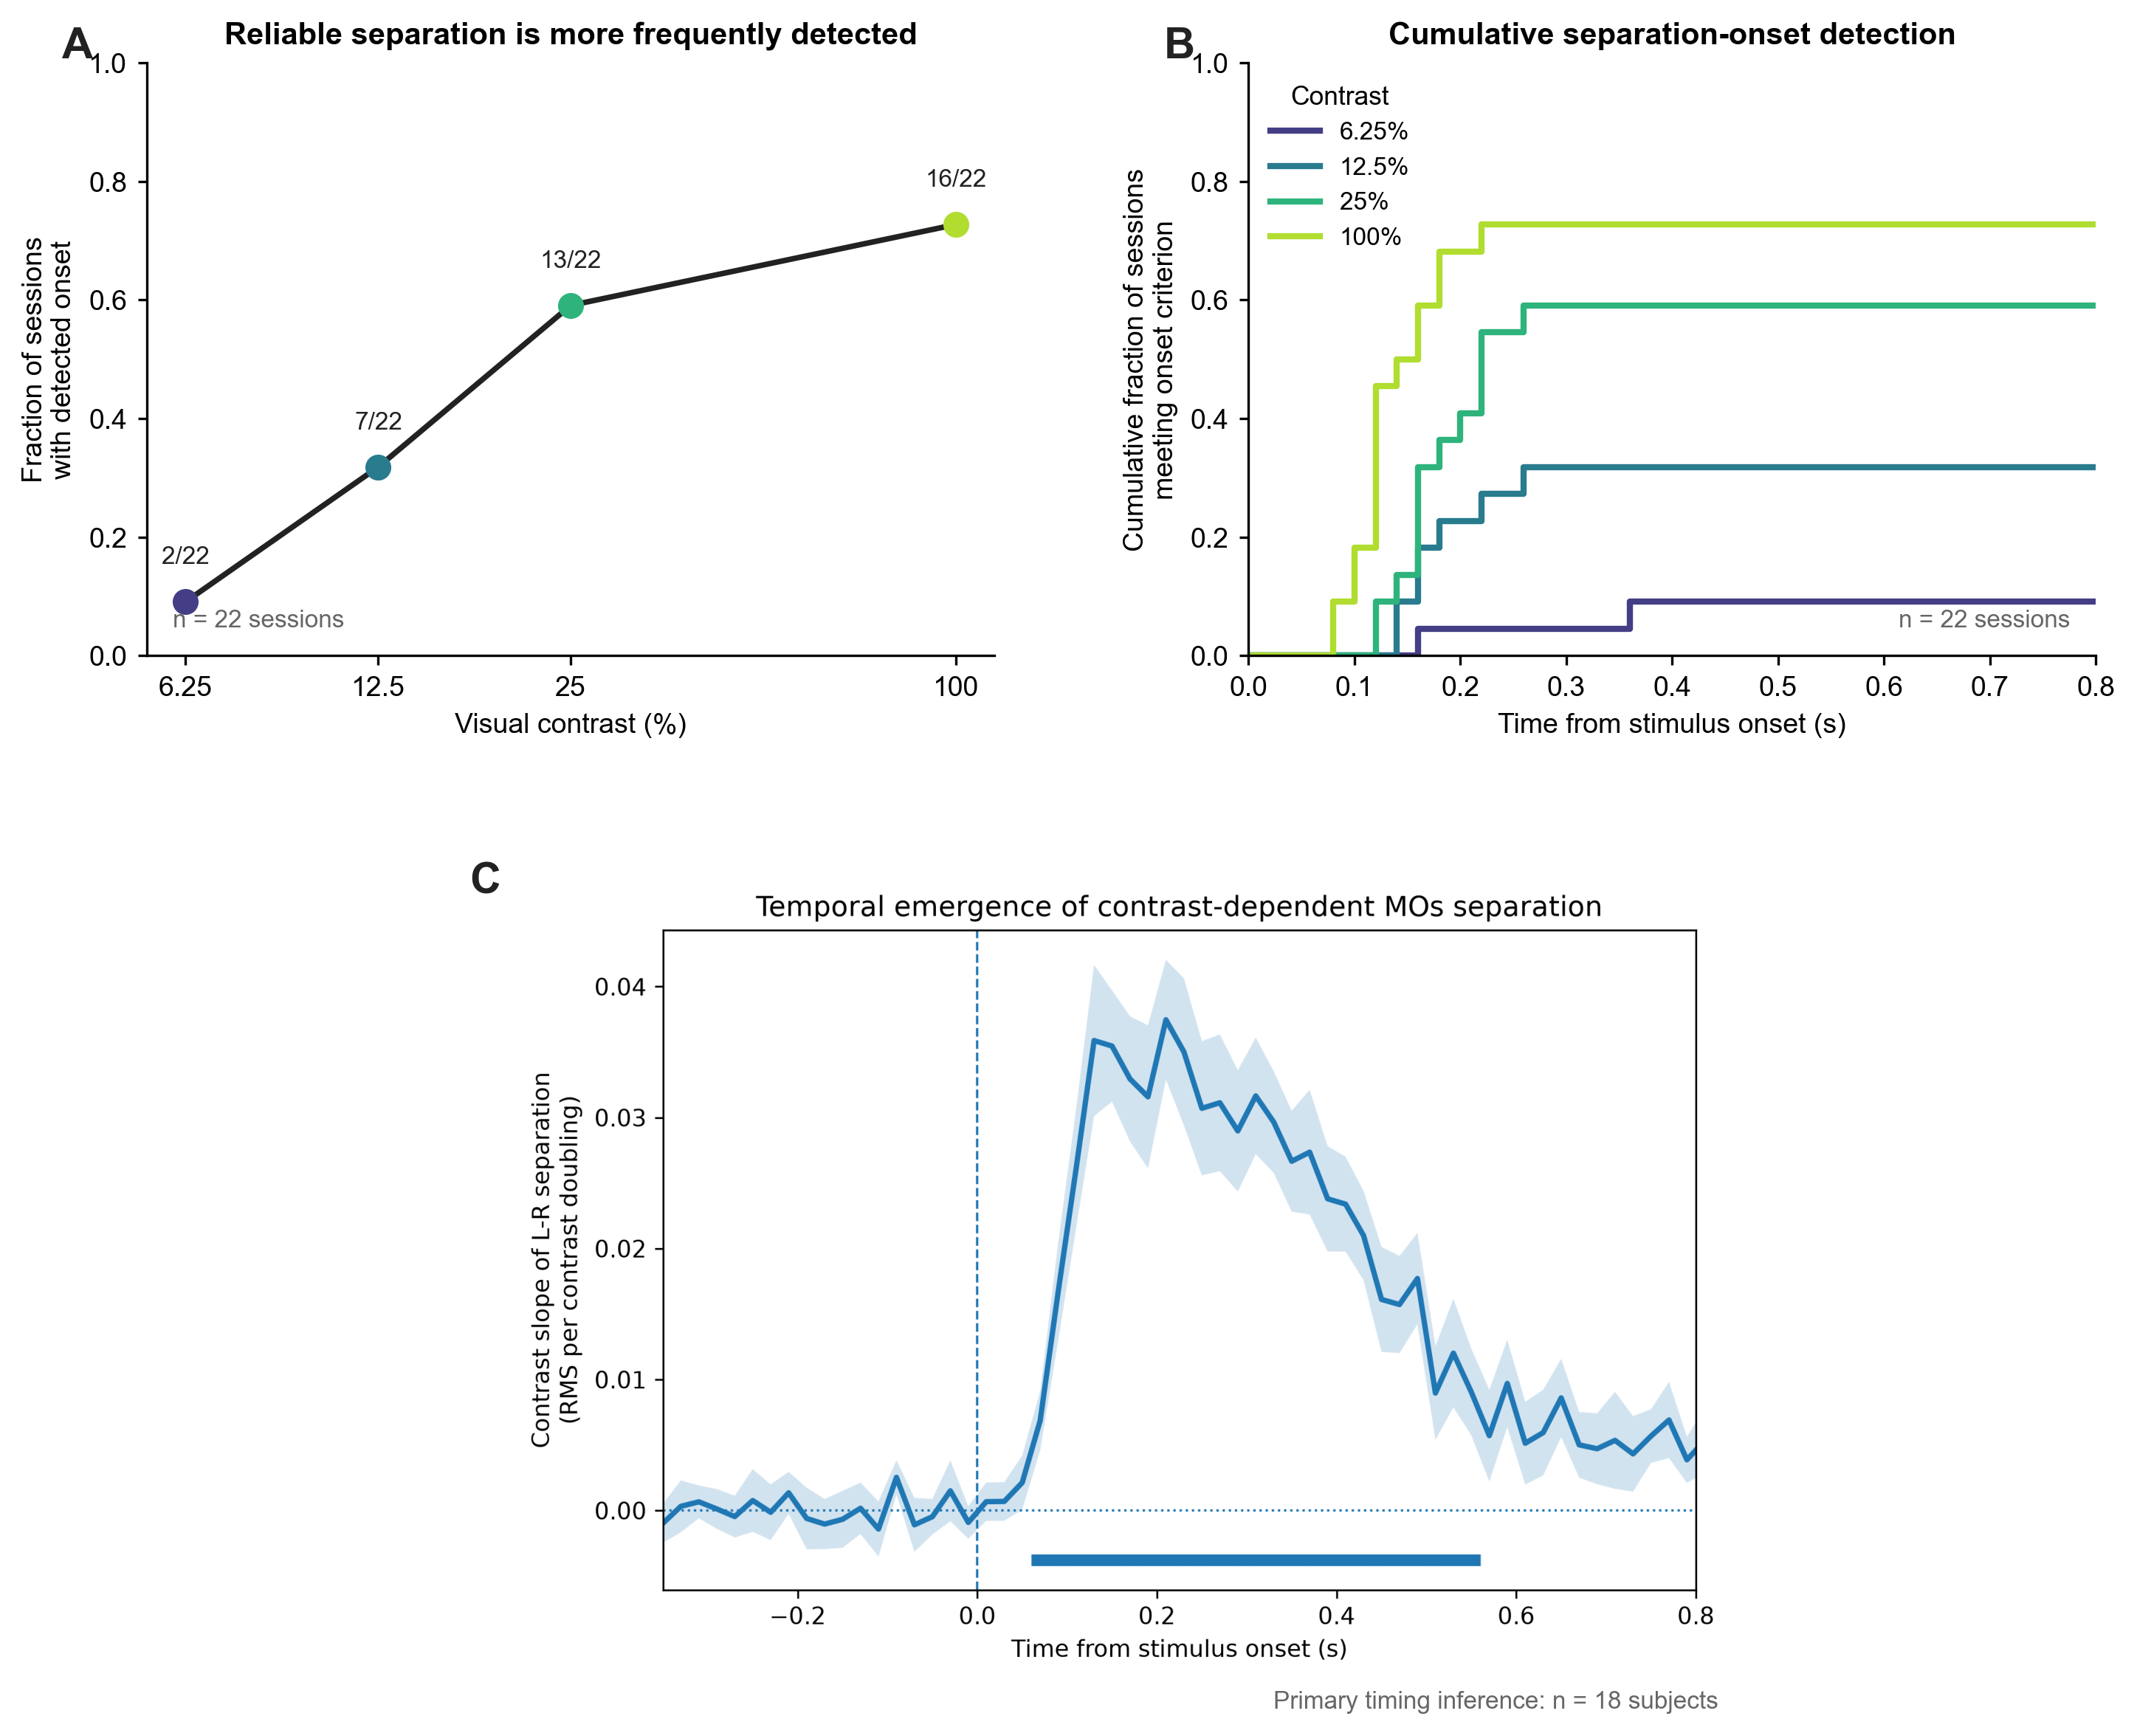 A
Reliable separation is more frequently detected
Fraction of sessions
with detected onset
1.0
0.8
0.6
0.4
0.2
0.0
2/22
7/22
13/22
16/22
n = 22 sessions
6.25
12.5
25
100
Visual contrast (%)
B
Cumulative separation-onset detection
Cumulative fraction of sessions
meeting onset criterion
1.0
0.8
0.6
0.4
0.2
0.0
Contrast
6.25%
12.5%
25%
100%
n = 22 sessions
0.0
0.1
0.2
0.3
0.4
0.5
0.6
0.7
0.8
Time from stimulus onset (s)
C
Temporal emergence of contrast-dependent MOs separation
Contrast slope of L-R separation
(RMS per contrast doubling)
0.04
0.03
0.02
0.01
0.00
−0.2
0.0
0.2
0.4
0.6
0.8
Time from stimulus onset (s)
Primary timing inference: n = 18 subjects